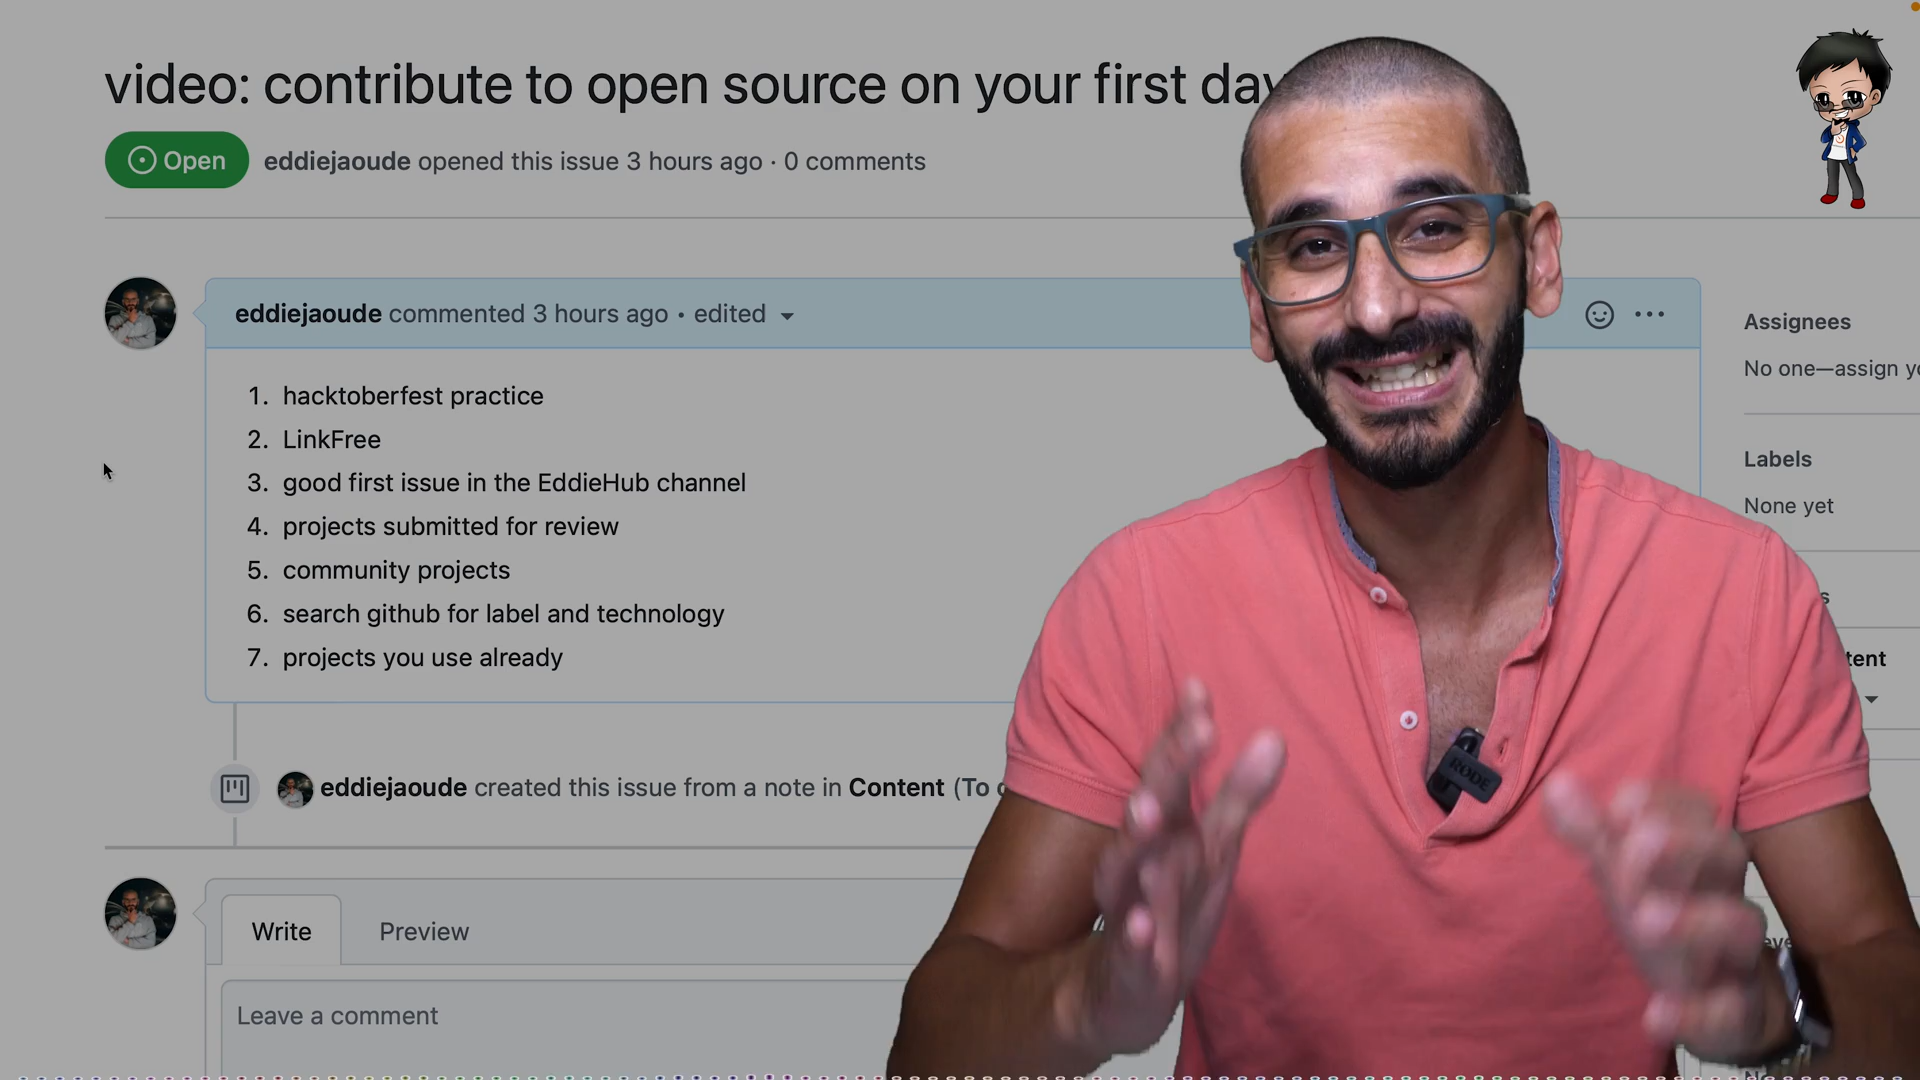 video: contribute to open source on your first day
Open
eddiejaoude opened this issue 3 hours ago · 0 comments
eddiejaoude commented 3 hours ago • edited
1. hacktoberfest practice
2. LinkFree
3. good first issue in the EddieHub channel
4. projects submitted for review
5. community projects
6. search github for label and technology
7. projects you use already
Assignees
No one—assign
Labels
None yet
eddiejaoude created this issue from a note in Content (To
RODE
Write
Preview
Leave a comment